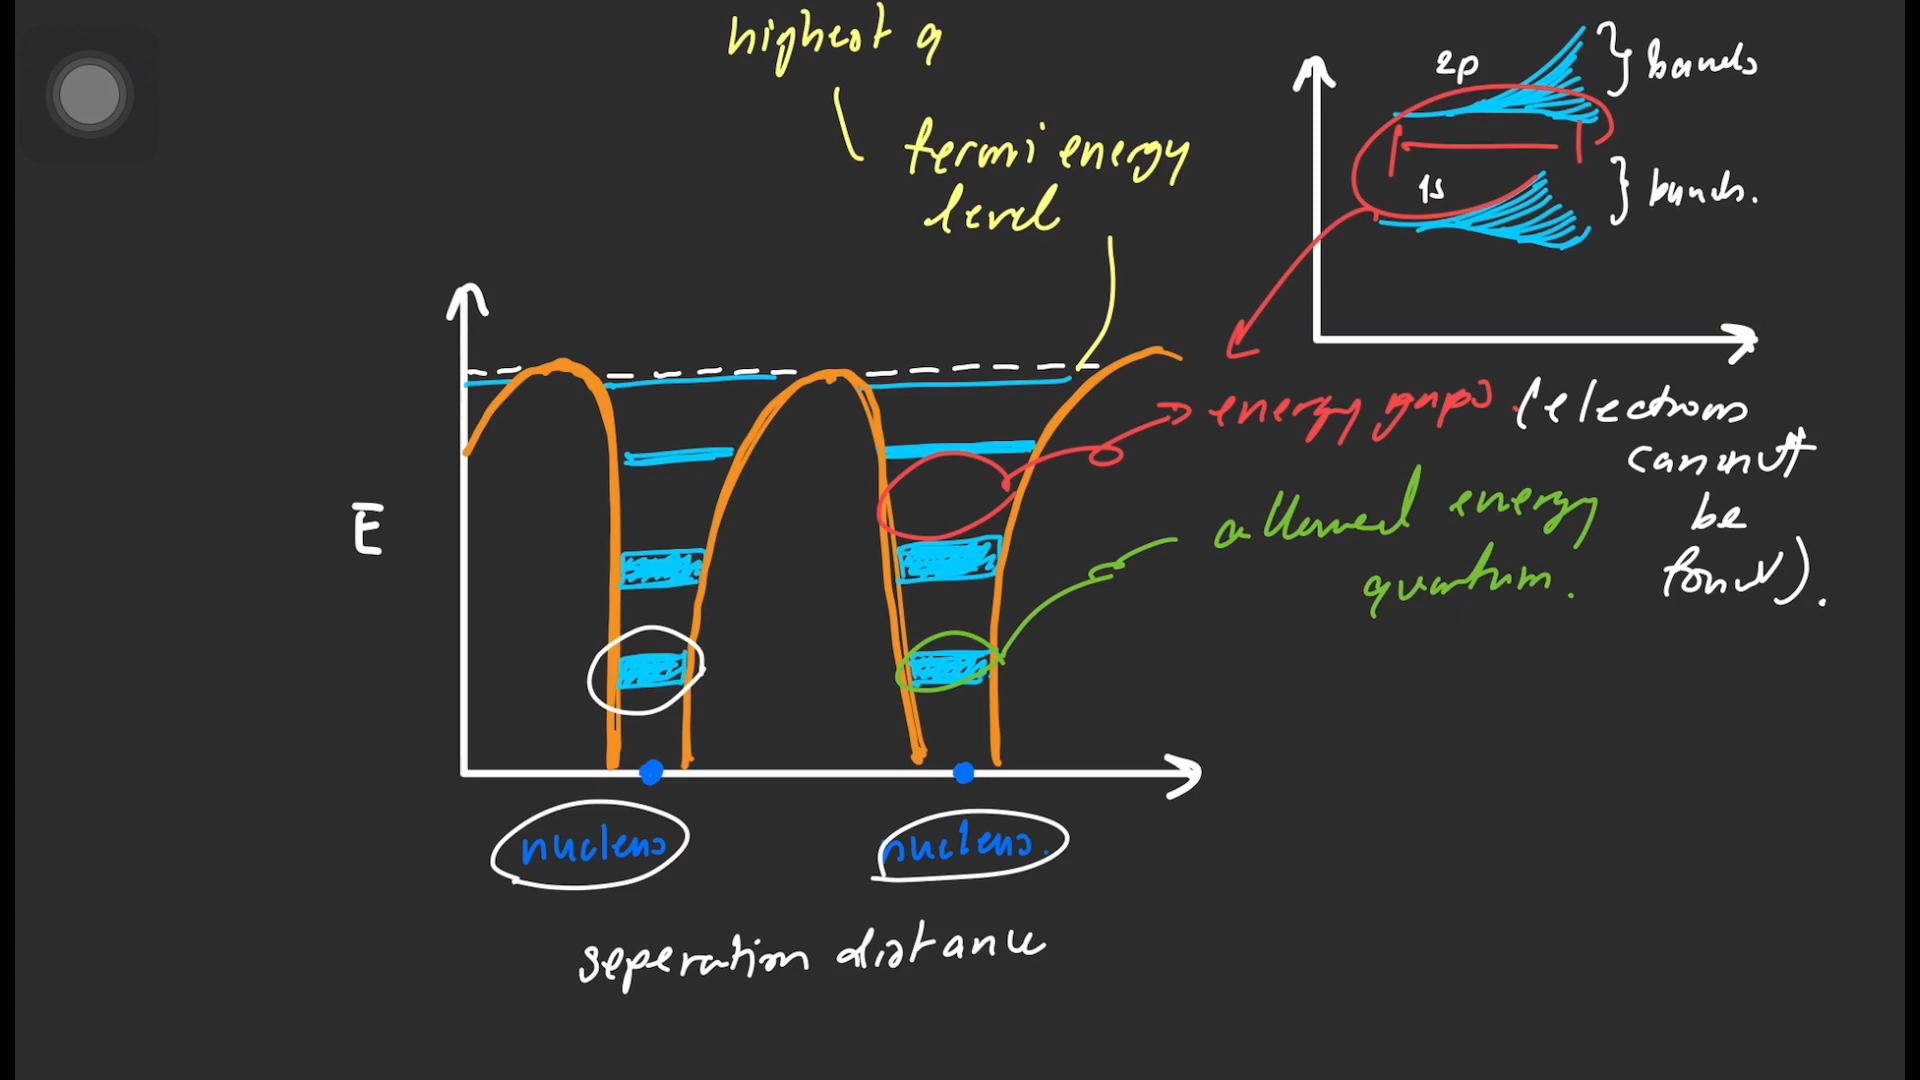 highest q
fermi energy
level
2p
bands
1s
bands.
energy gaps. (electrons
cannot
be
found).
allowed energy
quantum.
E
nucleus
nucleus.
seperation distance